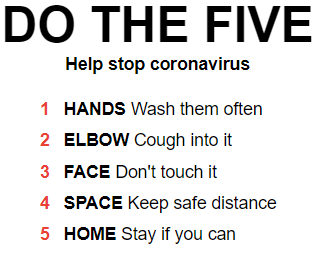 DO THE FIVE
Help stop coronavirus
1 HANDS Wash them often
2 ELBOW Cough into it
3 FACE Don't touch it
4 SPACE Keep safe distance
5 HOME Stay if you can